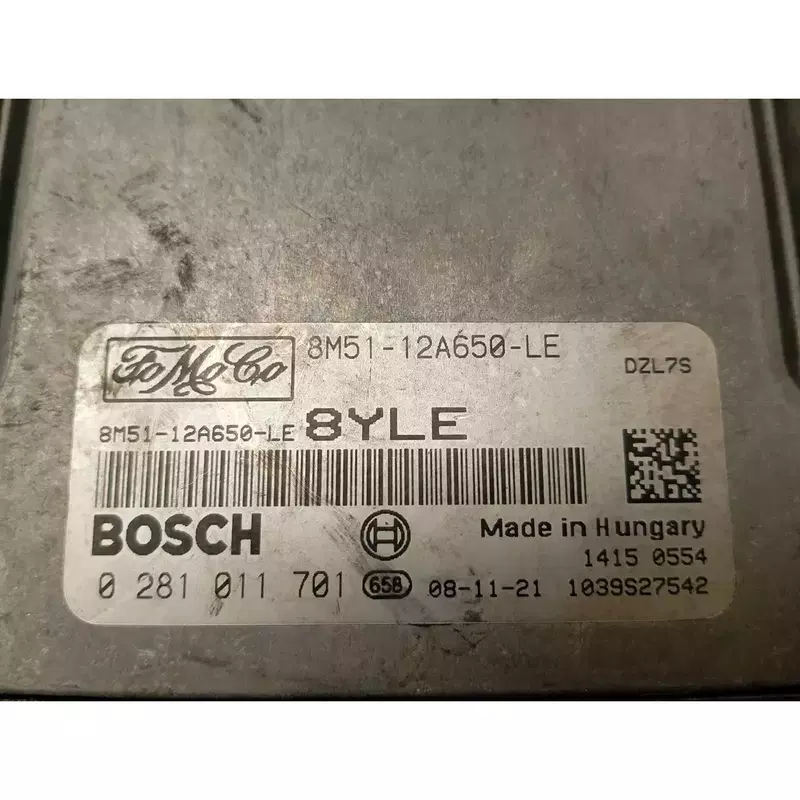 FoMoCo 8M51-12A650-LE DZL7S
8M51-12A650-LE 8YLE
BOSCH Made in Hungary
1415 0554
0 281 011 701 658 08-11-21 1039S27542